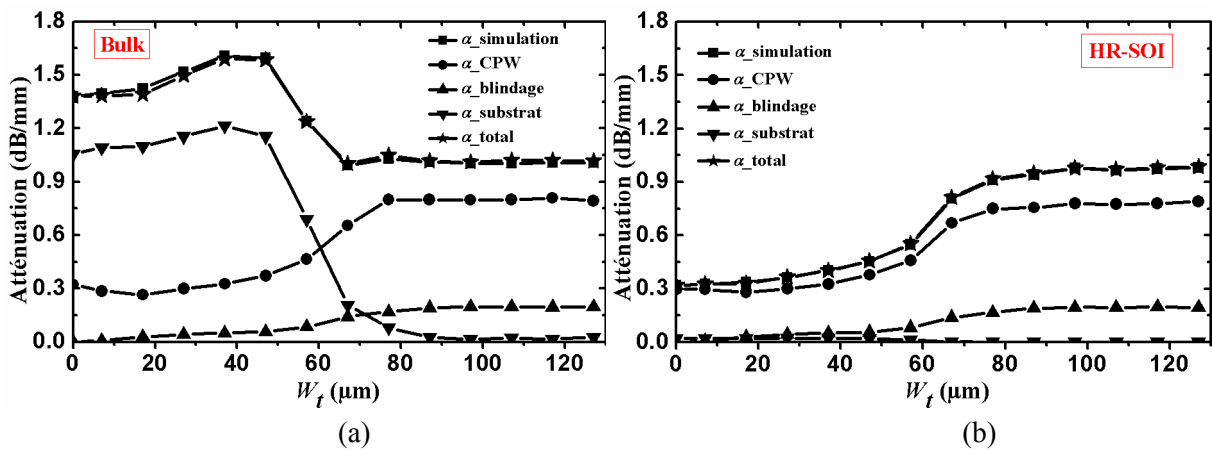 Bulk
Atténuation (dB/mm)
1.8
1.5
1.2
0.9
0.6
0.3
0.0
α_simulation
α_CPW
α_blindage
α_substrat
α_total
0 20 40 60 80 100 120
W_t (µm)
(a)
HR-SOI
Atténuation (dB/mm)
1.8
1.5
1.2
0.9
0.6
0.3
0.0
α_simulation
α_CPW
α_blindage
α_substrat
α_total
0 20 40 60 80 100 120
W_t (µm)
(b)